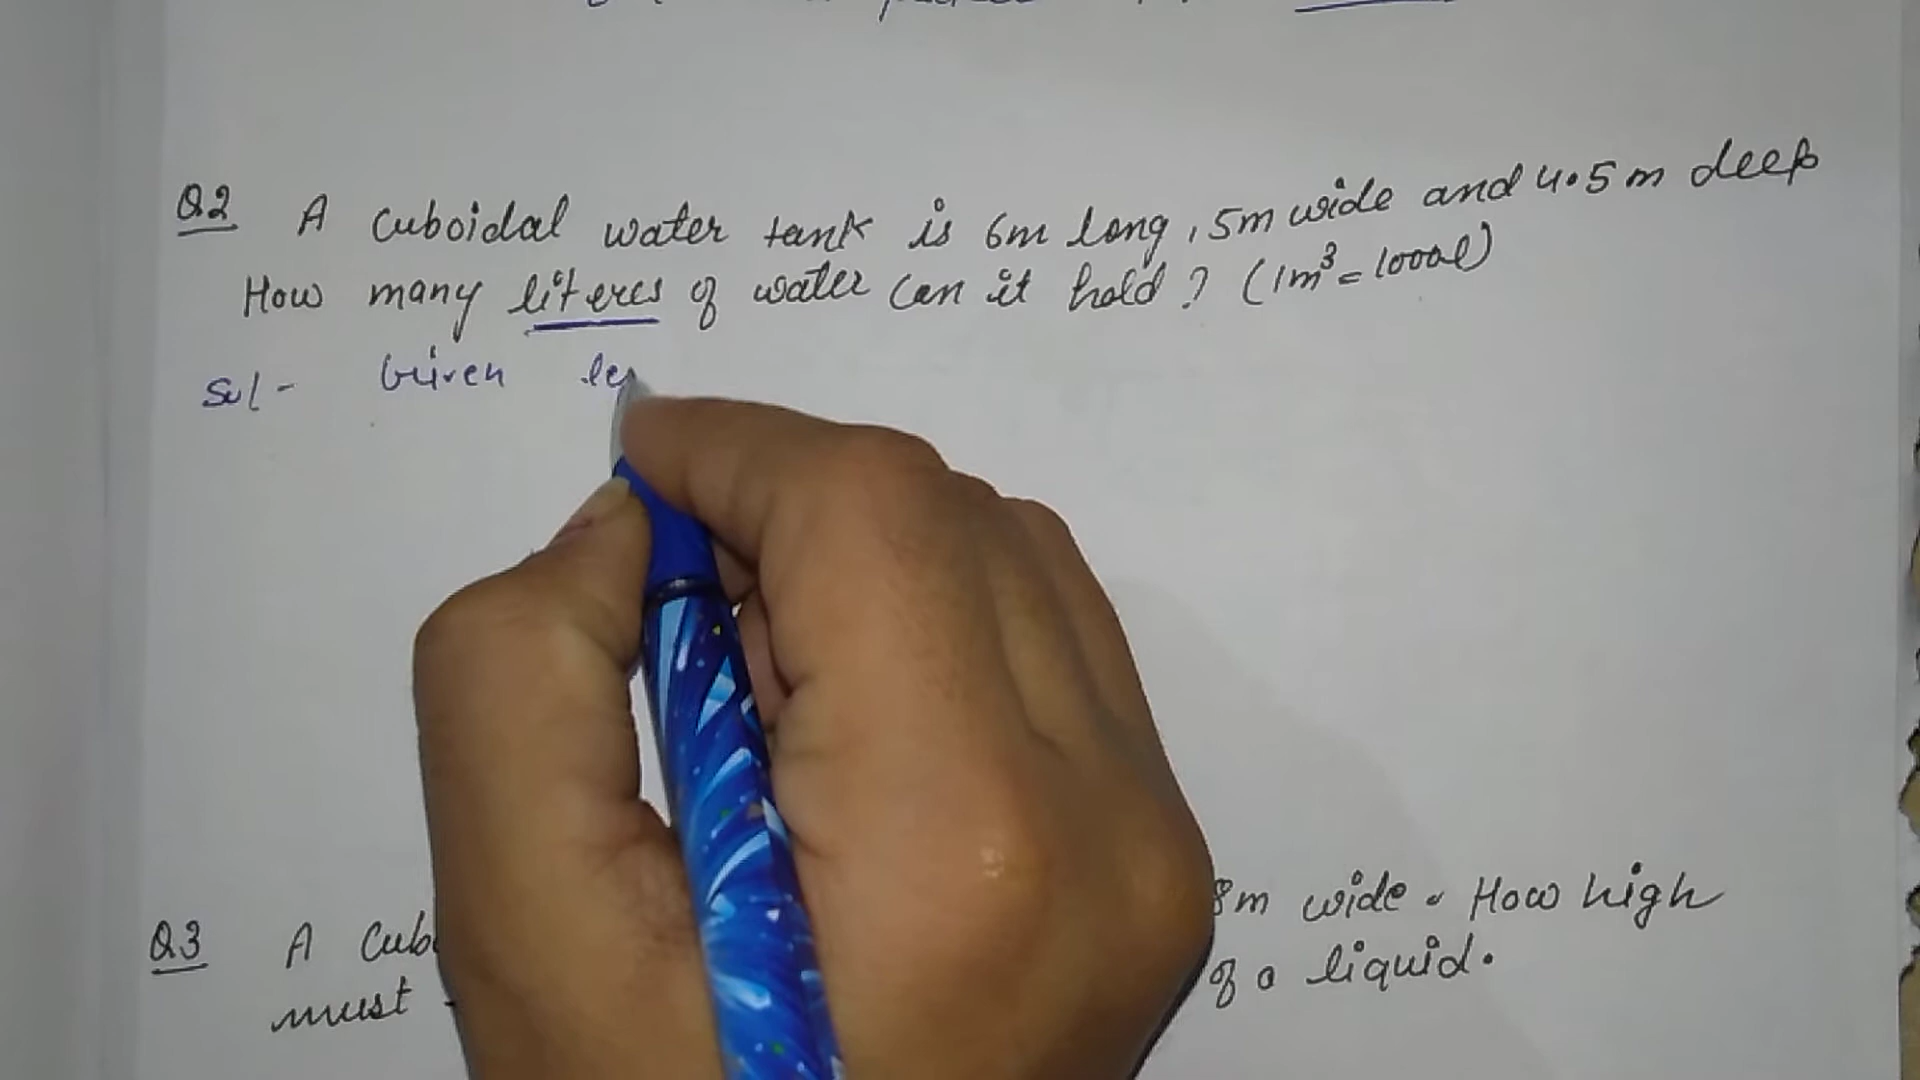 Q2 A cuboidal water tank is 6m long, 5m wide and 4.5m deep
How many literes of water can it hold? (1m³=1000l)
Sol- Given le
Q3 A Cub 8m wide. How high
must of a liquid.